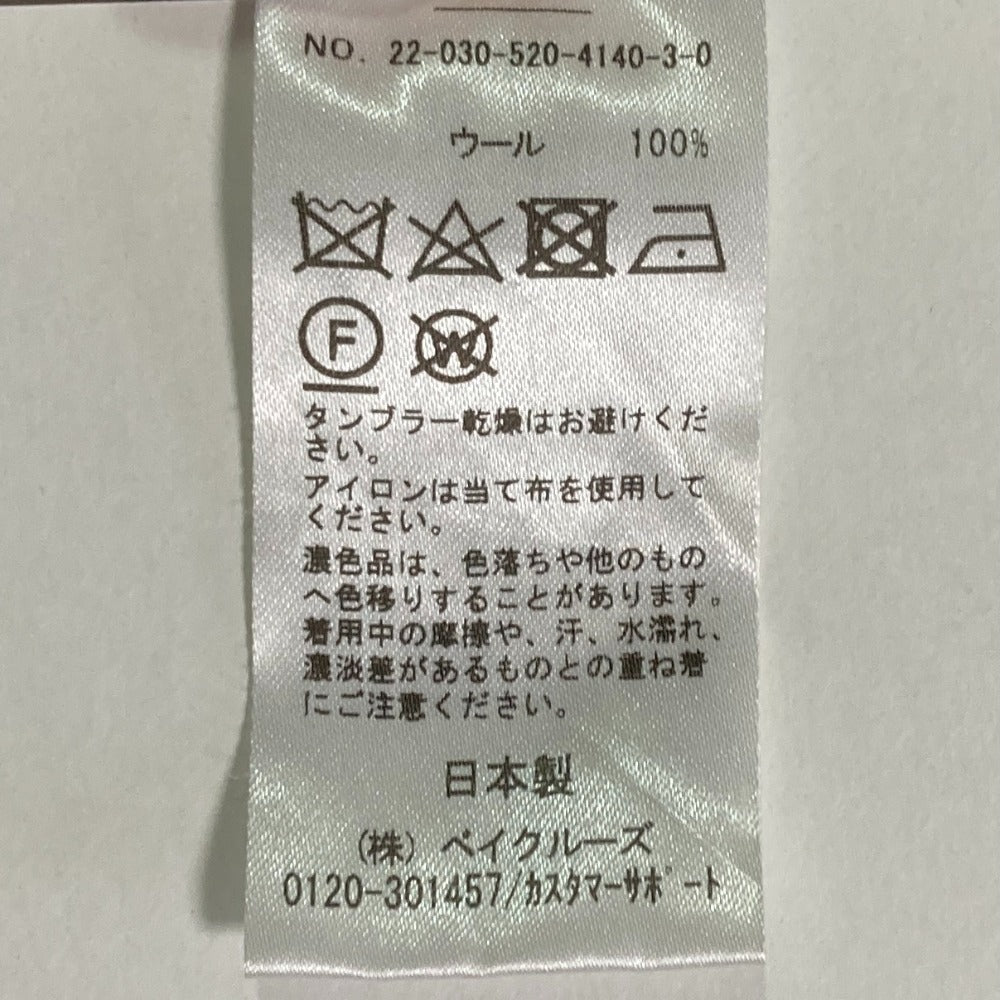 NO. 22-030-520-4140-3-0
ウール 100%
F W
タンブラー乾燥はお避けくだ
さい。
アイロンは当て布を使用して
ください。
濃色品は、色落ちや他のもの
へ色移りすることがあります。
着用中の摩擦や、汗、水濡れ、
濃淡差があるものとの重ね着
にご注意ください。
日本製
(株) ベイクルーズ
0120-301457/カスタマーサポート